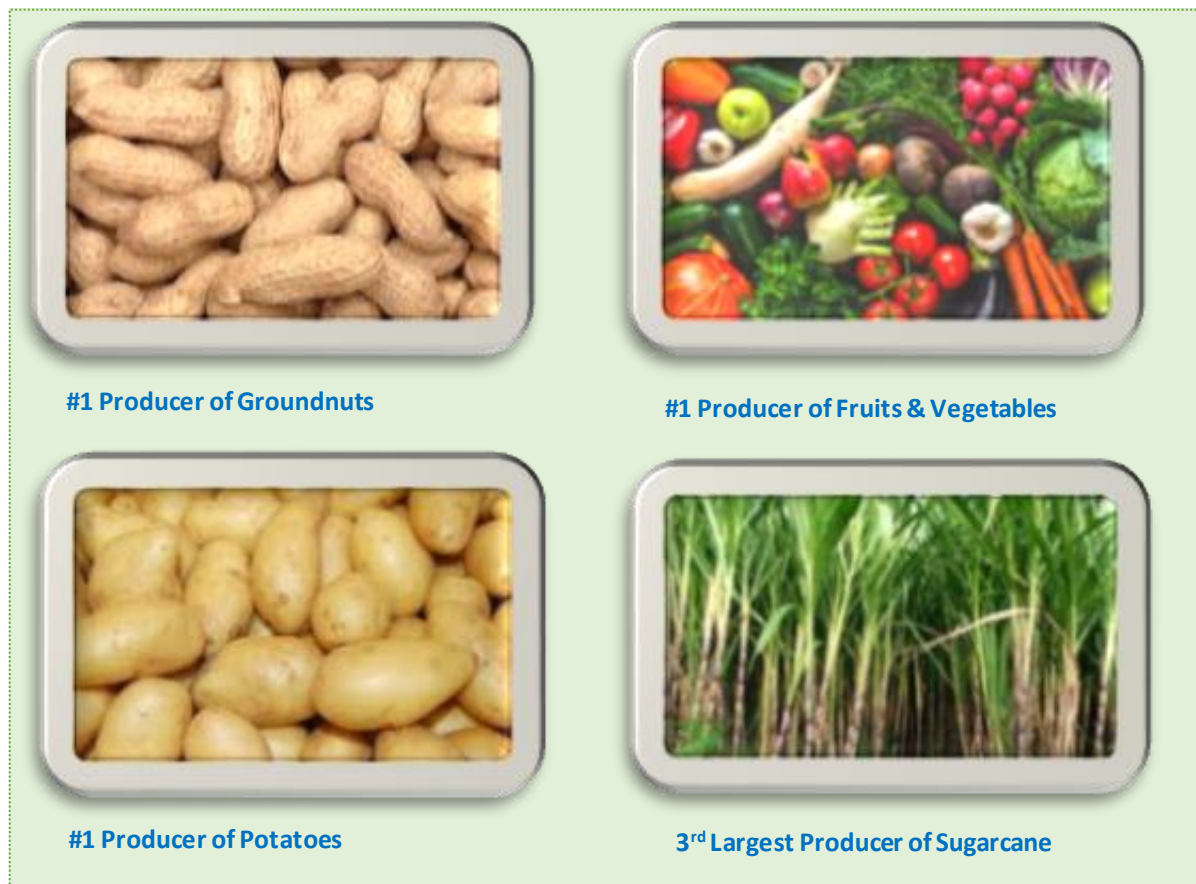 #1 Producer of Groundnuts
#1 Producer of Fruits & Vegetables
#1 Producer of Potatoes
3rd Largest Producer of Sugarcane